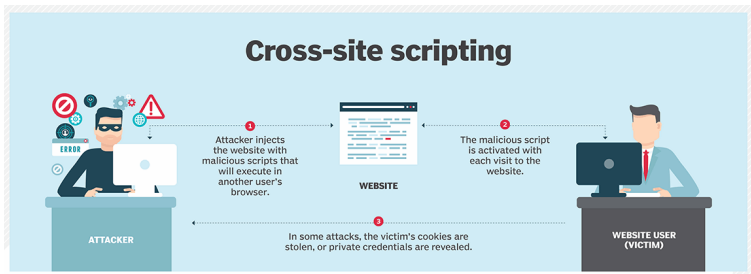 Cross-site scripting
ERROR
1
Attacker injects
the website with
malicious scripts that
will execute in
another user's
browser.
WEBSITE
2
The malicious script
is activated with
each visit to the
website.
3
In some attacks, the victim's cookies are
stolen, or private credentials are revealed.
ATTACKER
WEBSITE USER
(VICTIM)